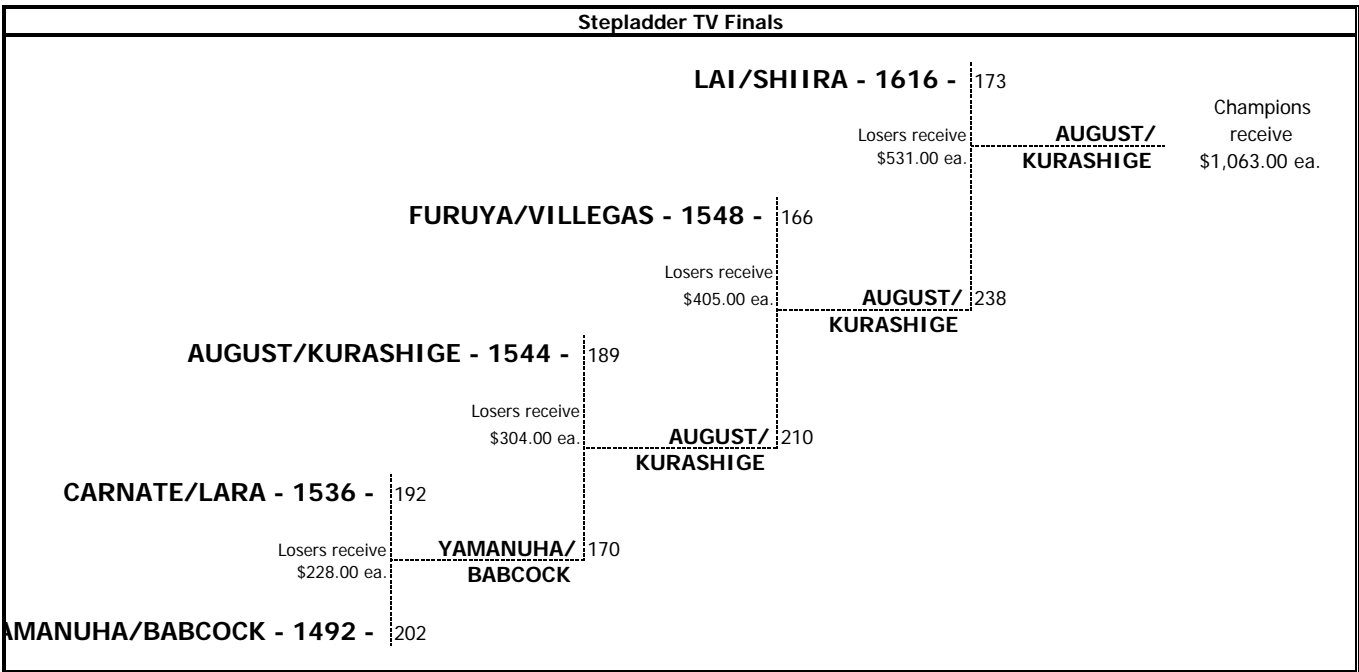 Stepladder TV Finals
LAI/SHIIRA - 1616 - 173
Champions
receive
$1,063.00 ea.
Losers receive
$531.00 ea.
AUGUST/
KURASHIGE
FURUYA/VILLEGAS - 1548 - 166
Losers receive
$405.00 ea.
AUGUST/ 238
KURASHIGE
AUGUST/KURASHIGE - 1544 - 189
Losers receive
$304.00 ea.
AUGUST/ 210
KURASHIGE
CARNATE/LARA - 1536 - 192
Losers receive
$228.00 ea.
YAMANUHA/ 170
BABCOCK
AMANUHA/BABCOCK - 1492 - 202